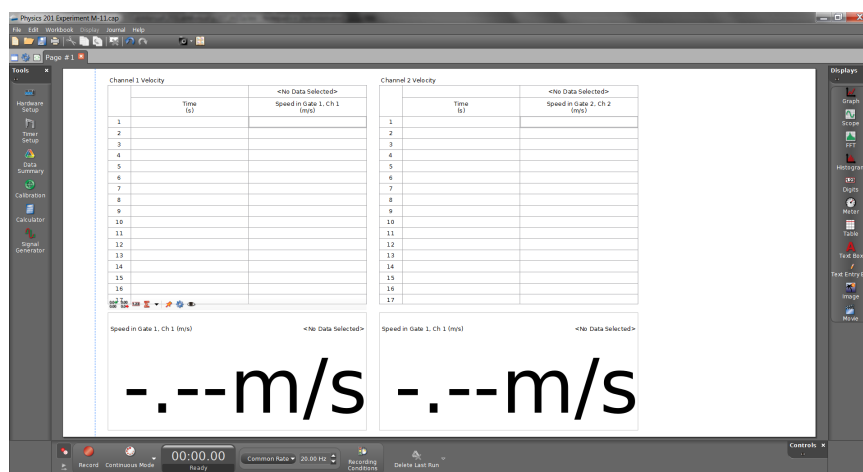 Physics 201 Experiment M-11.cap
File Edit Workbook Display Journal Help
Page #1
Tools
Displays
Hardware
Setup
Timer
Setup
Data
Summary
Calibration
Calculator
Signal
Generator
Channel 1 Velocity
<No Data Selected>
Time
(s)
Speed in Gate 1, Ch 1
(m/s)
1
2
3
4
5
6
7
8
9
10
11
12
13
14
15
16
17
Channel 2 Velocity
<No Data Selected>
Time
(s)
Speed in Gate 2, Ch 2
(m/s)
1
2
3
4
5
6
7
8
9
10
11
12
13
14
15
16
17
Speed in Gate 1, Ch 1 (m/s) <No Data Selected>
-.--m/s
Speed in Gate 1, Ch 1 (m/s) <No Data Selected>
-.--m/s
Graph
Scope
FFT
Histogram
Digits
Meter
Table
Text Box
Text Entry B
Image
Movie
Controls
Record
Continuous Mode
00:00.00
Ready
Common Rate 20.00 Hz
Recording
Conditions
Delete Last Run